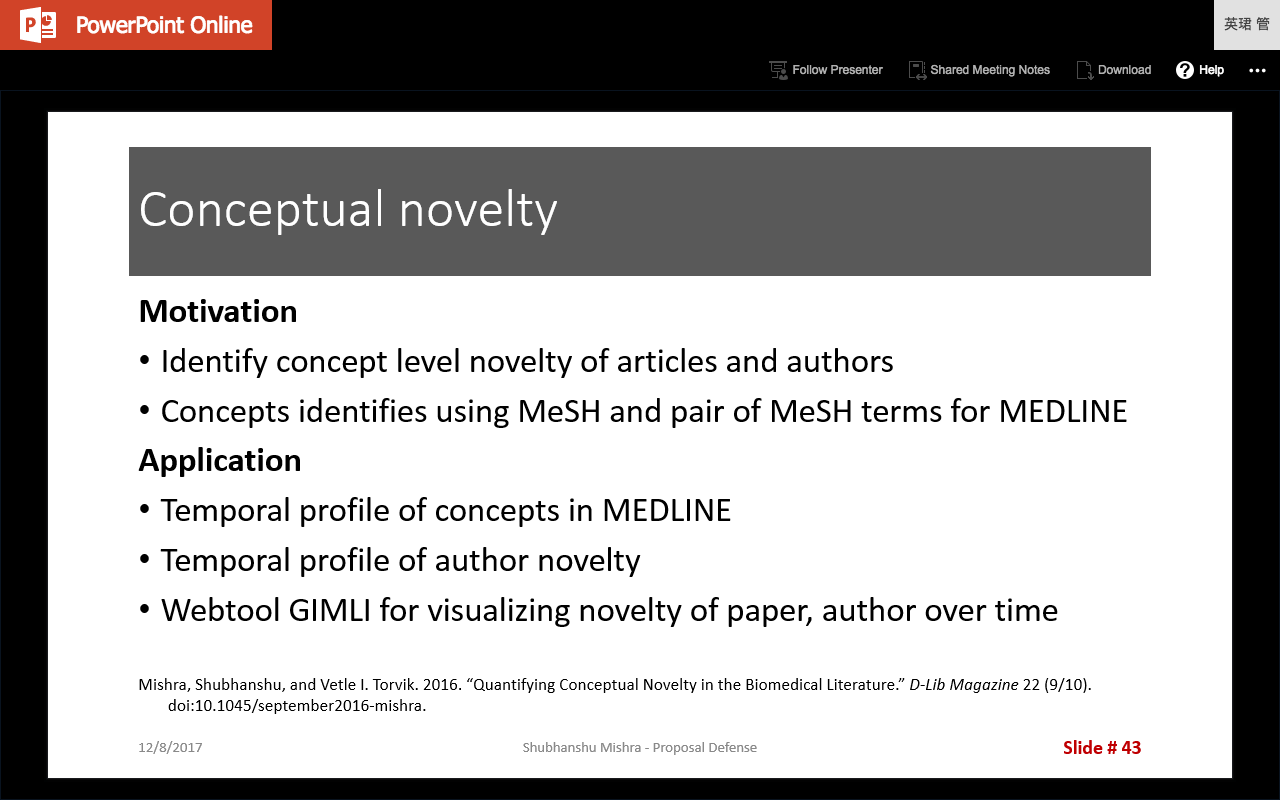 PowerPoint Online
英珺 管
Follow Presenter
Shared Meeting Notes
Download
Help
Conceptual novelty
Motivation
• Identify concept level novelty of articles and authors
• Concepts identifies using MeSH and pair of MeSH terms for MEDLINE
Application
• Temporal profile of concepts in MEDLINE
• Temporal profile of author novelty
• Webtool GIMLI for visualizing novelty of paper, author over time
Mishra, Shubhanshu, and Vetle I. Torvik. 2016. “Quantifying Conceptual Novelty in the Biomedical Literature.” D-Lib Magazine 22 (9/10).
doi:10.1045/september2016-mishra.
12/8/2017
Shubhanshu Mishra - Proposal Defense
Slide # 43